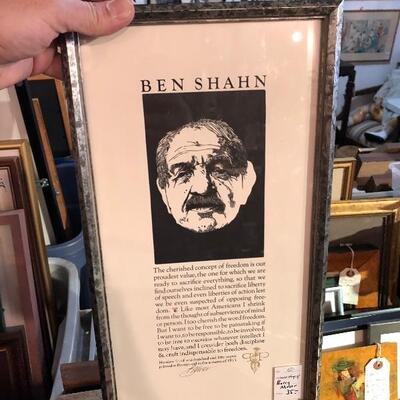 BEN SHAHN
The cherished concept of freedom is our
proudest value, the one for which we are
ready to sacrifice everything, so that we
find ourselves inclined to sacrifice liberty
of speech and even liberties of action lest
we be even suspected of opposing free-
dom. Like most Americans I shrink
from the thought of subservience of mind
or person. I too cherish the word freedom.
But I want to be free to be painstaking if
I want to, to be responsible, to be involved.
to be free to exercise whatever intellect I
may have, and I consider both discipline
& craft indispensable to freedom.
Barry
Moser
35-